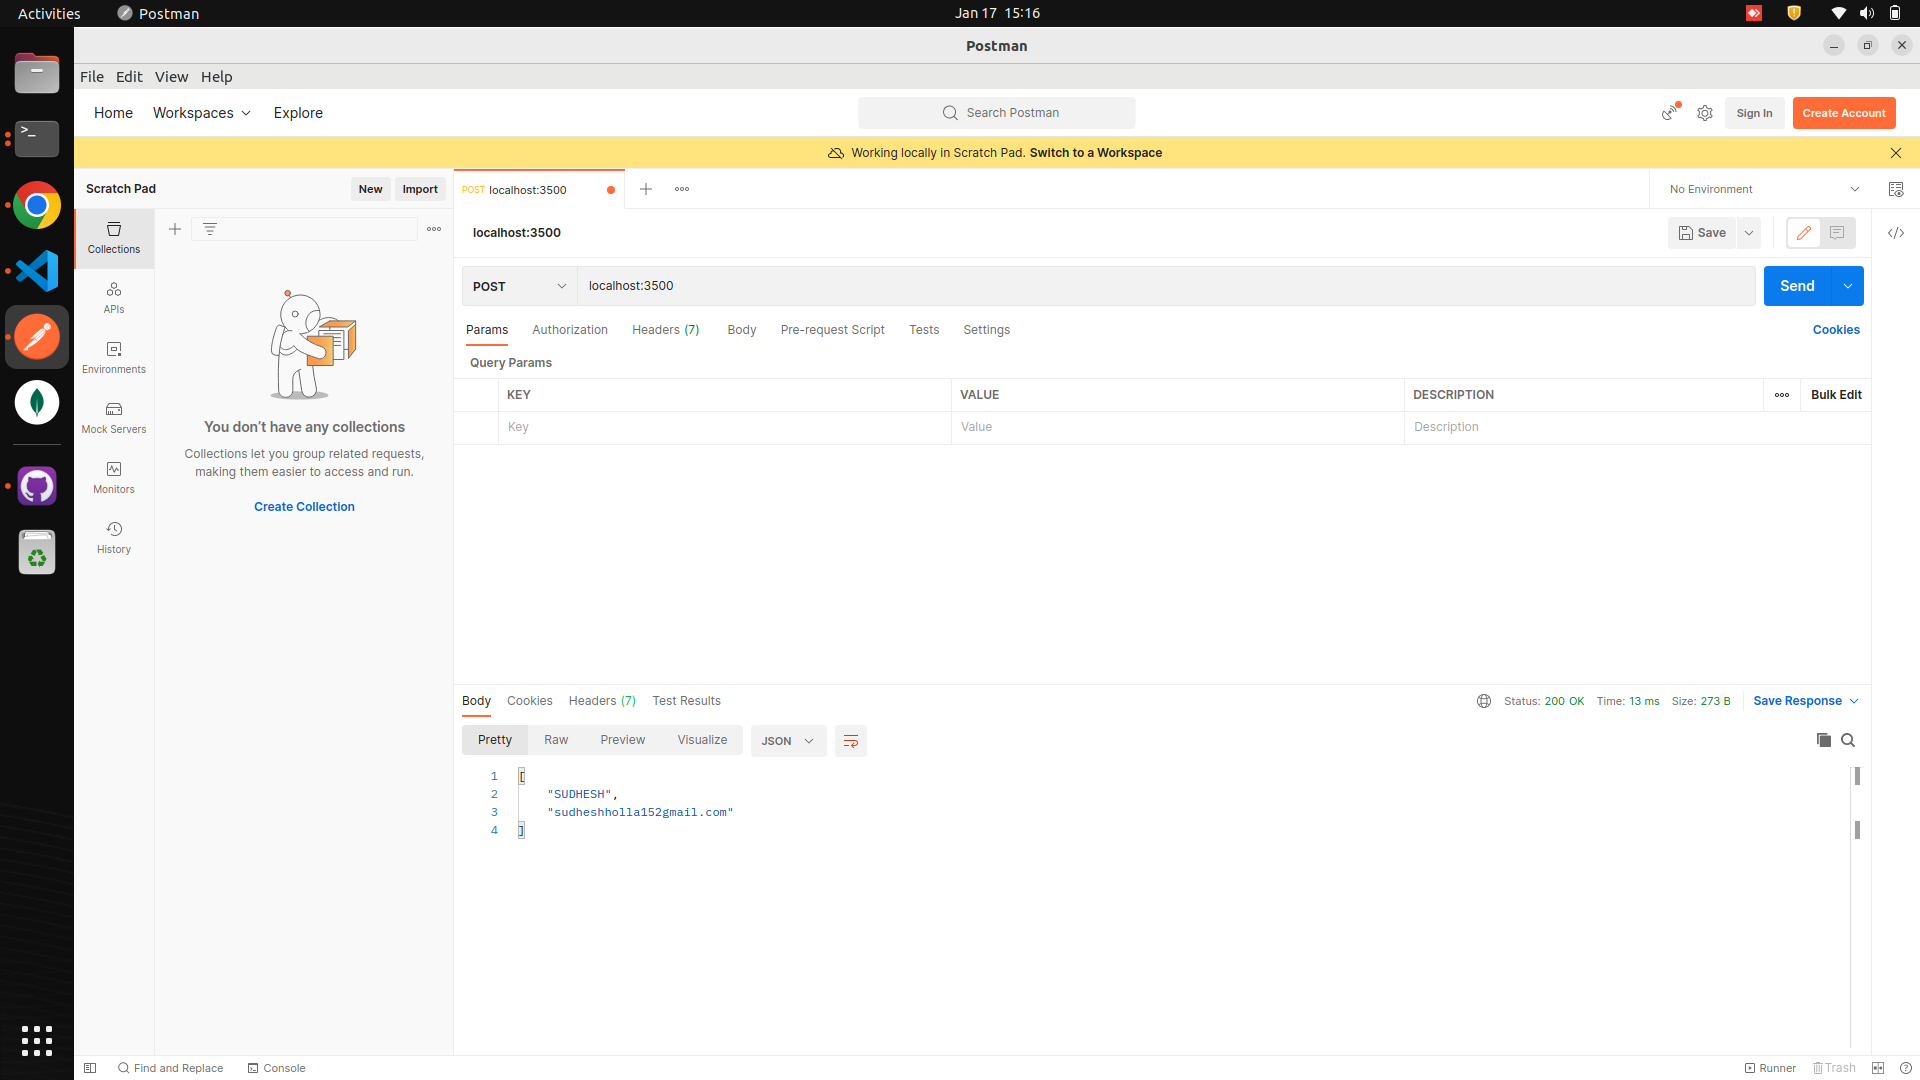 Activities Postman Jan 17 15:16
Postman
File Edit View Help
Home Workspaces Explore Search Postman Sign In Create Account
Working locally in Scratch Pad. Switch to a Workspace
Scratch Pad New Import POST localhost:3500 No Environment
Collections
localhost:3500 Save
POST localhost:3500 Send
APIs
Params Authorization Headers (7) Body Pre-request Script Tests Settings Cookies
Query Params
Environments
KEY VALUE DESCRIPTION Bulk Edit
Key Value Description
Mock Servers
You don’t have any collections
Collections let you group related requests,
making them easier to access and run.
Monitors
Create Collection
History
Body Cookies Headers (7) Test Results Status: 200 OK Time: 13 ms Size: 273 B Save Response
Pretty Raw Preview Visualize JSON
1 [
2 "SUDHESH",
3 "sudheshholla152gmail.com"
4 ]
Find and Replace Console Runner Trash